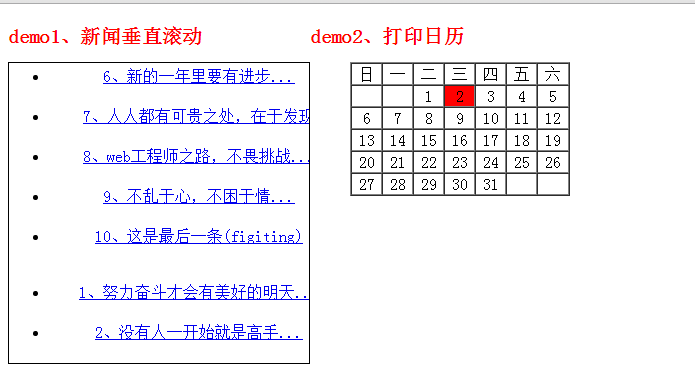 demo1、新闻垂直滚动
6、新的一年里要有进步...
7、人人都有可贵之处，在于发现
8、web工程师之路，不畏挑战...
9、不乱于心，不困于情...
10、这是最后一条(figiting)
1、努力奋斗才会有美好的明天..
2、没有人一开始就是高手...
demo2、打印日历
日 一 二 三 四 五 六
1 2 3 4 5
6 7 8 9 10 11 12
13 14 15 16 17 18 19
20 21 22 23 24 25 26
27 28 29 30 31